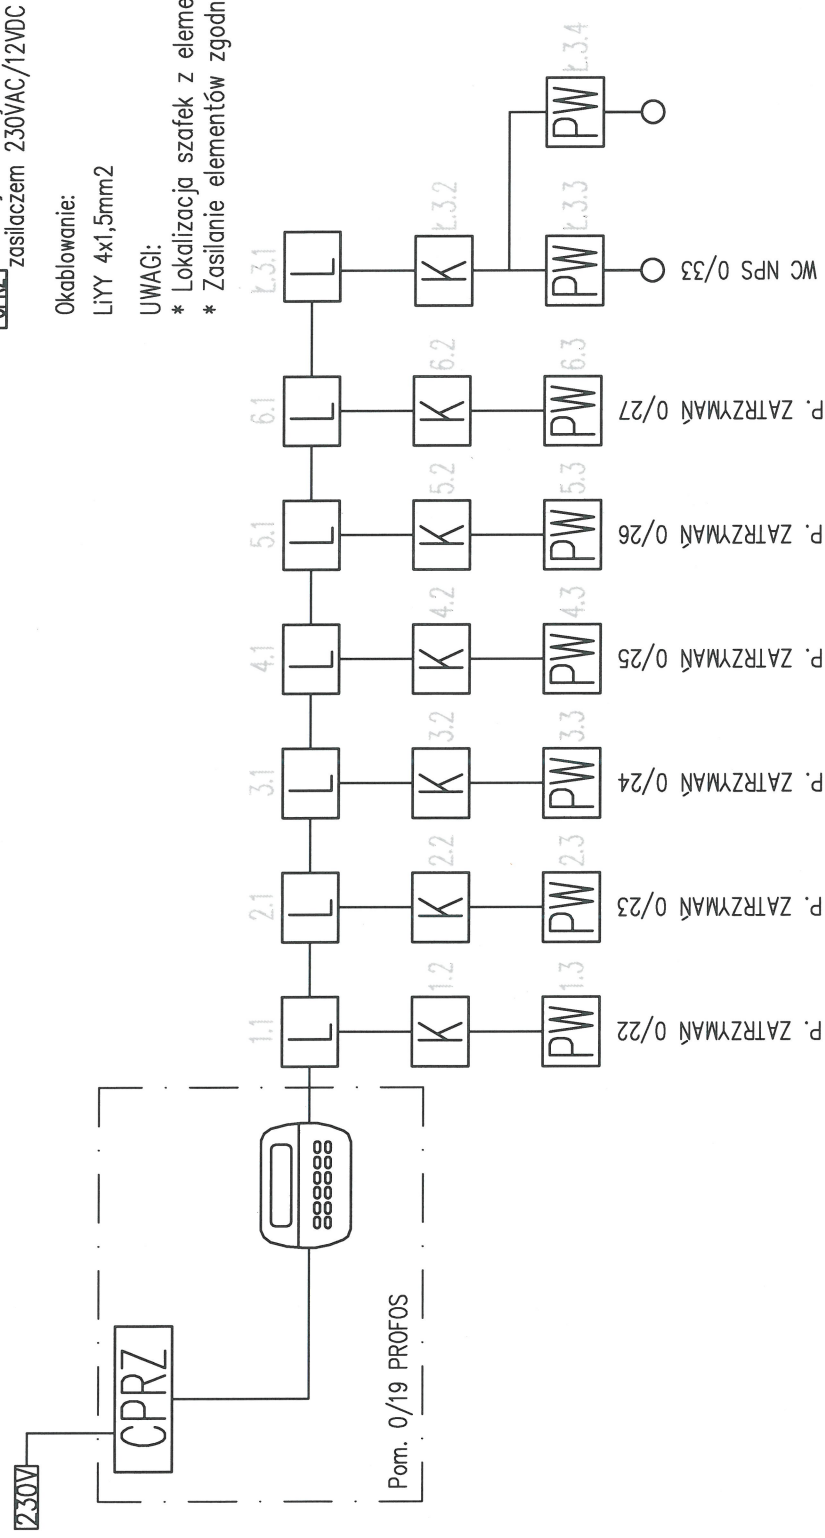 zasilaczem 230VAC/12VDC
Okablowanie:
LiYY 4x1,5mm2
UWAGI:
* Lokalizacja szafek z eleme
* Zasilanie elementów zgodn
230V
CPRZ
Pom. 0/19 PROFOS
1.1
L
K 1.2
PW 1.3
P. ZATRZYMAŃ 0/22
2.1
L
K 2.2
PW 2.3
P. ZATRZYMAŃ 0/23
3.1
L
K 3.2
PW 3.3
P. ZATRZYMAŃ 0/24
4.1
L
K 4.2
PW 4.3
P. ZATRZYMAŃ 0/25
5.1
L
K 5.2
PW 5.3
P. ZATRZYMAŃ 0/26
6.1
L
K 6.2
PW 6.3
P. ZATRZYMAŃ 0/27
Ł.3.1
L
K Ł.3.2
PW Ł.3.3
WC NPS 0/33
PW Ł.3.4